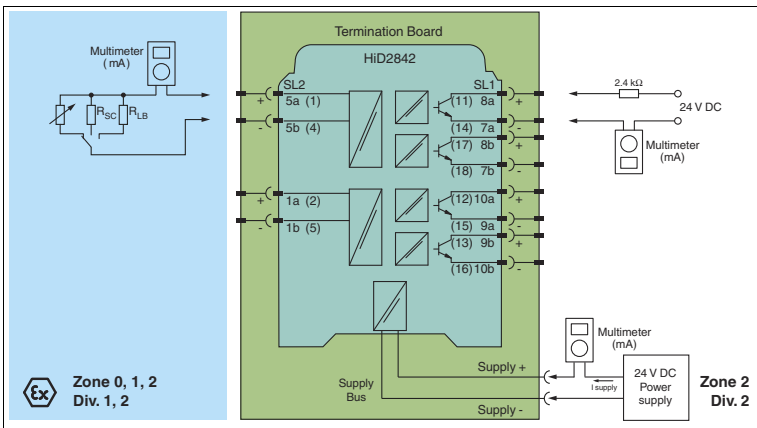 Termination Board
HiD2842
Multimeter
(mA)
R SC
R LB
SL2
SL1
+ 5a (1)
- 5b (4)
+ 1a (2)
- 1b (5)
(11) 8a +
(14) 7a -
(17) 8b +
(18) 7b -
(12) 10a +
(15) 9a -
(13) 9b +
(16) 10b -
2.4 kΩ
24 V DC
Multimeter
(mA)
Multimeter
(mA)
Supply +
Supply
Bus
Supply -
I supply
24 V DC
Power
supply
Zone 2
Div. 2
Ex
Zone 0, 1, 2
Div. 1, 2